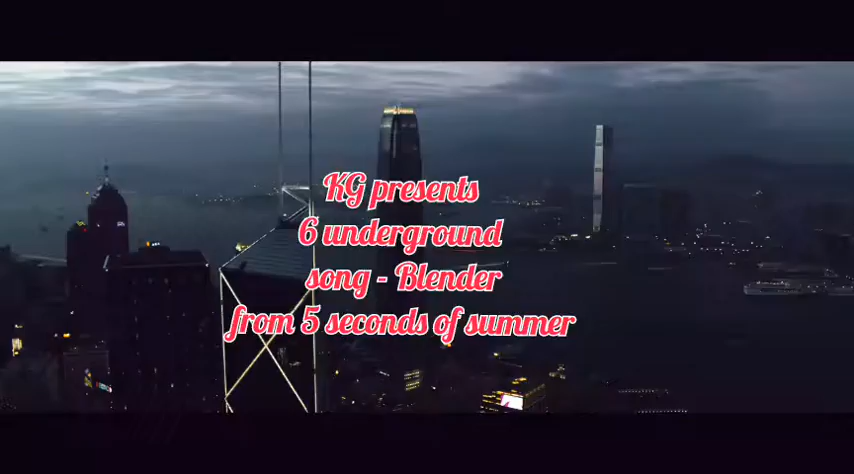 KG presents
6 underground
song - Blender
from 5 seconds of summer